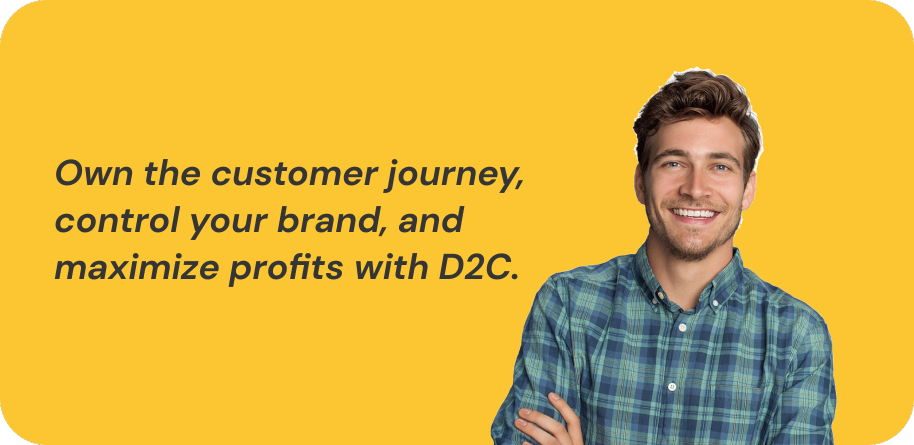 Own the customer journey,
control your brand, and
maximize profits with D2C.